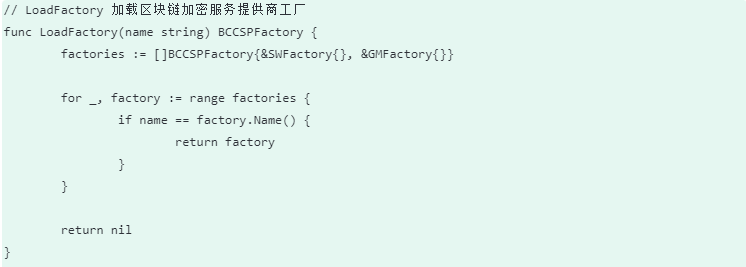 // LoadFactory 加载区块链加密服务提供商工厂
func LoadFactory(name string) BCCSPFactory {
        factories := []BCCSPFactory{&SWFactory{}, &GMFactory{}}

        for _, factory := range factories {
                if name == factory.Name() {
                        return factory
                }
        }

        return nil
}